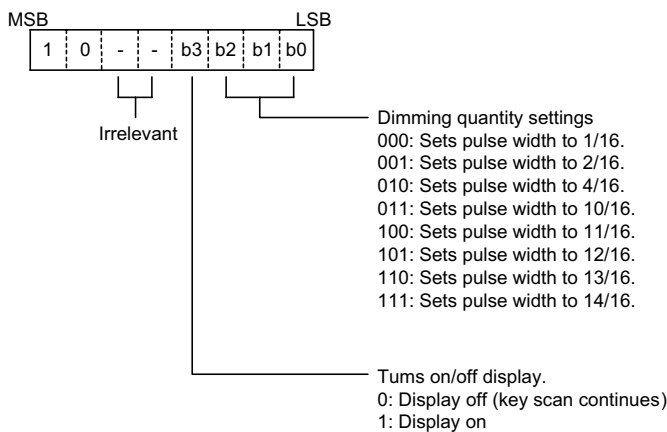 MSB LSB
1 0 - - b3 b2 b1 b0
Irrelevant
Dimming quantity settings
000: Sets pulse width to 1/16.
001: Sets pulse width to 2/16.
010: Sets pulse width to 4/16.
011: Sets pulse width to 10/16.
100: Sets pulse width to 11/16.
101: Sets pulse width to 12/16.
110: Sets pulse width to 13/16.
111: Sets pulse width to 14/16.
Tums on/off display.
0: Display off (key scan continues)
1: Display on